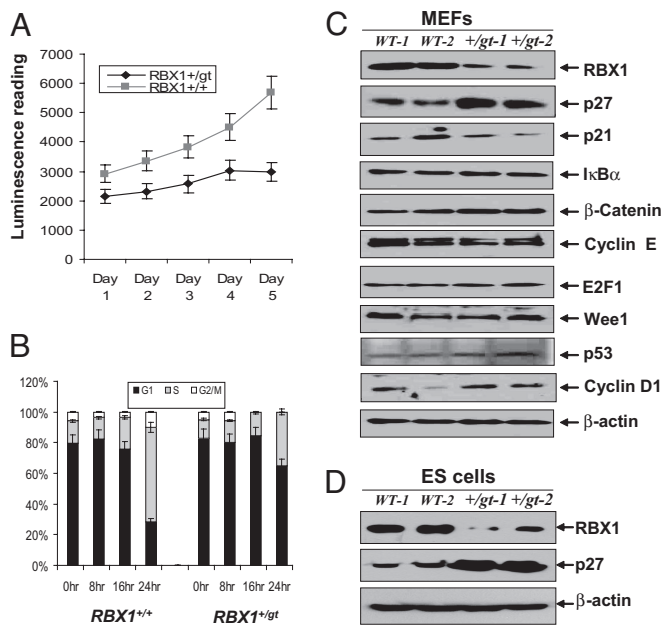 A
Luminescence reading
7000
6000
5000
4000
3000
2000
1000
0
RBX1+/gt
RBX1+/+
Day 1
Day 2
Day 3
Day 4
Day 5
B
120%
100%
80%
60%
40%
20%
0%
G1 S G2/M
0hr 8hr 16hr 24hr 0hr 8hr 16hr 24hr
RBX1+/+ RBX1+/gt
C
MEFs
WT-1 WT-2 +/gt-1 +/gt-2
RBX1
p27
p21
IκBα
β-Catenin
Cyclin E
E2F1
Wee1
p53
Cyclin D1
β-actin
D
ES cells
WT-1 WT-2 +/gt-1 +/gt-2
RBX1
p27
β-actin